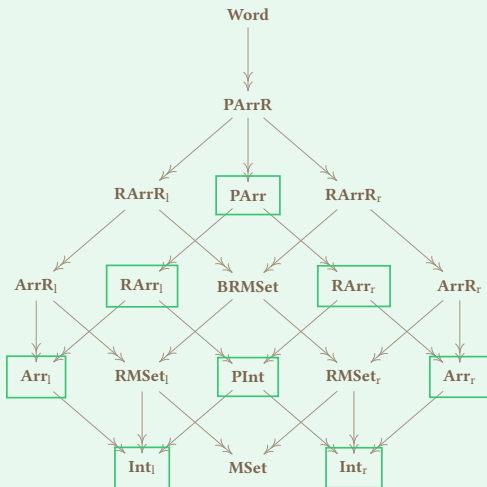 Word
PArrR
RArrRₗ PArr RArrRᵣ
ArrRₗ RArrₗ BRMSet RArrᵣ ArrRᵣ
Arrₗ RMSetₗ PInt RMSetᵣ Arrᵣ
Intₗ MSet Intᵣ